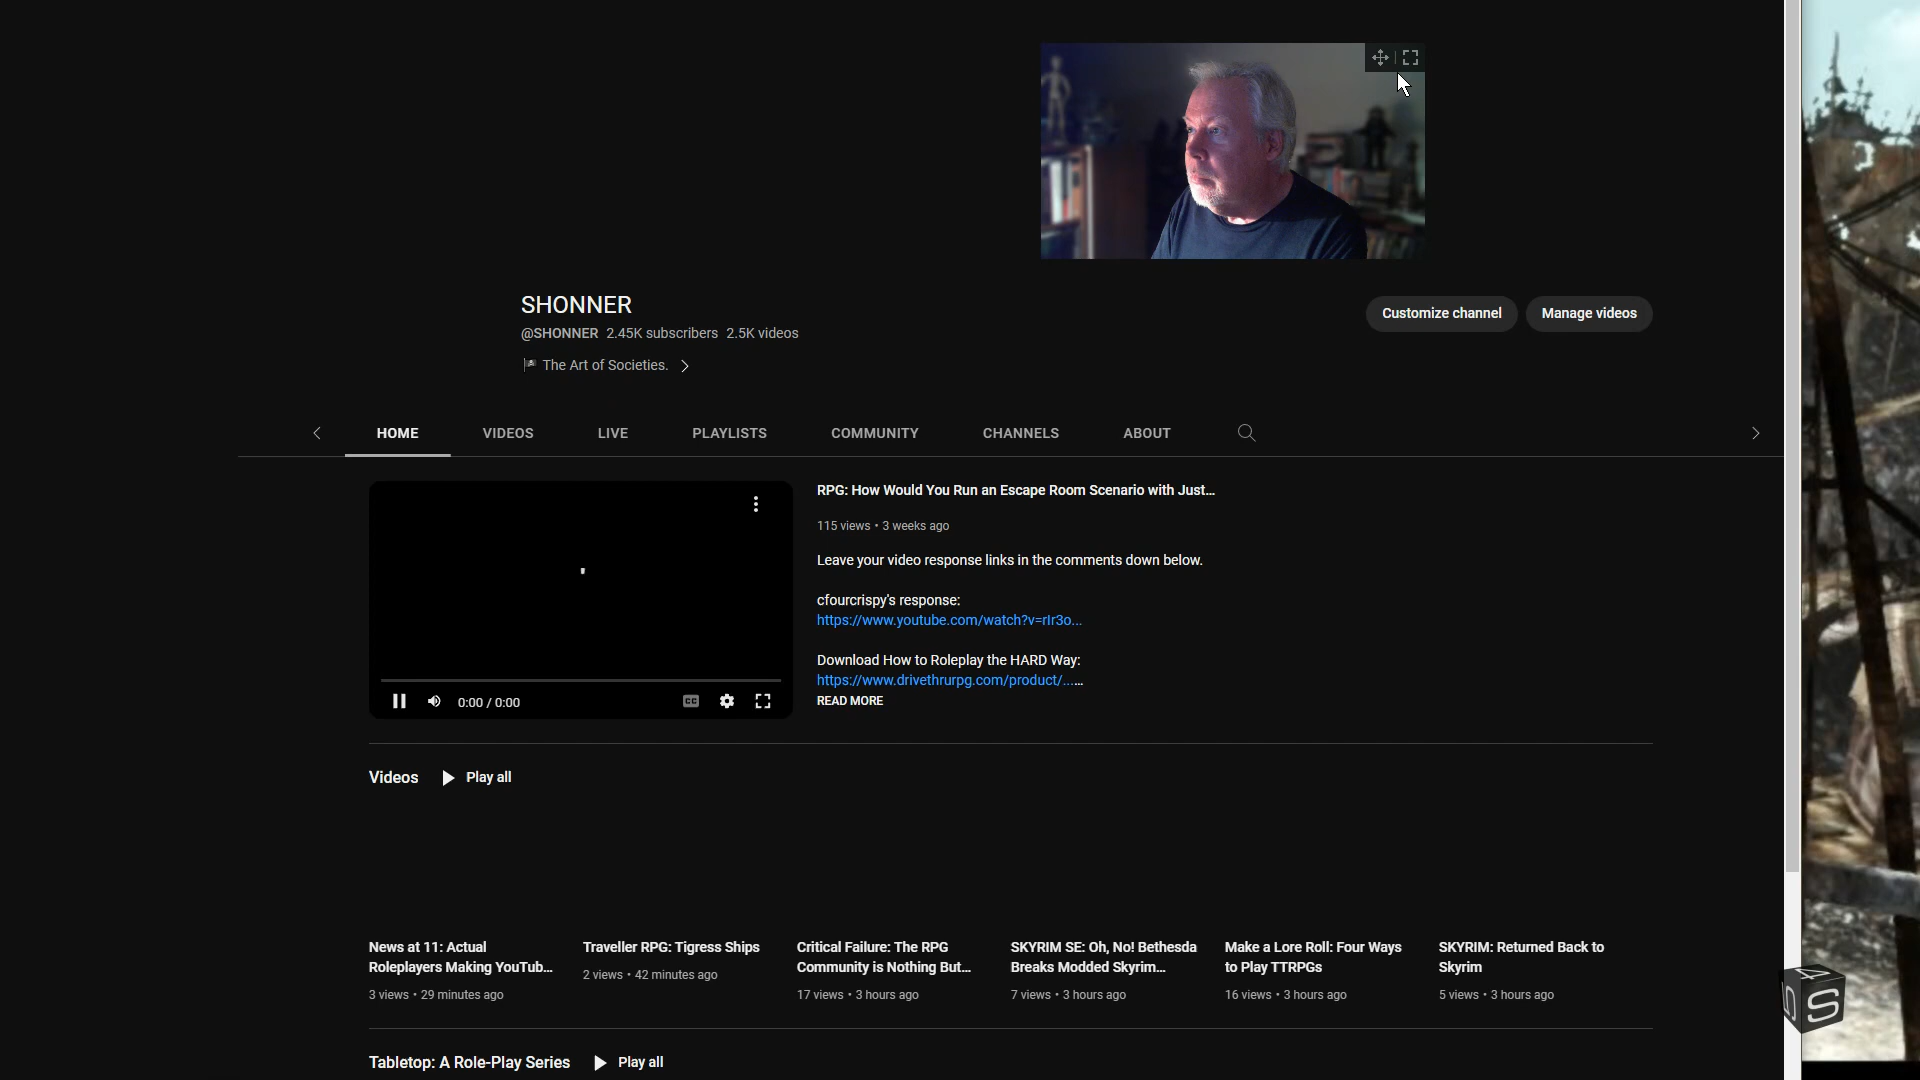 SHONNER
@SHONNER 2.45K subscribers 2.5K videos
The Art of Societies.
Customize channel
Manage videos
HOME
VIDEOS
LIVE
PLAYLISTS
COMMUNITY
CHANNELS
ABOUT
RPG: How Would You Run an Escape Room Scenario with Just...
115 views • 3 weeks ago
Leave your video response links in the comments down below.
cfourcrispy's response:
https://www.youtube.com/watch?v=rIr3o...
Download How to Roleplay the HARD Way:
https://www.drivethrurpg.com/product/......
READ MORE
0:00 / 0:00
CC
Videos
Play all
News at 11: Actual
Roleplayers Making YouTub...
3 views • 29 minutes ago
Traveller RPG: Tigress Ships
2 views • 42 minutes ago
Critical Failure: The RPG
Community is Nothing But...
17 views • 3 hours ago
SKYRIM SE: Oh, No! Bethesda
Breaks Modded Skyrim...
7 views • 3 hours ago
Make a Lore Roll: Four Ways
to Play TTRPGs
16 views • 3 hours ago
SKYRIM: Returned Back to
Skyrim
5 views • 3 hours ago
Tabletop: A Role-Play Series
Play all
4
S